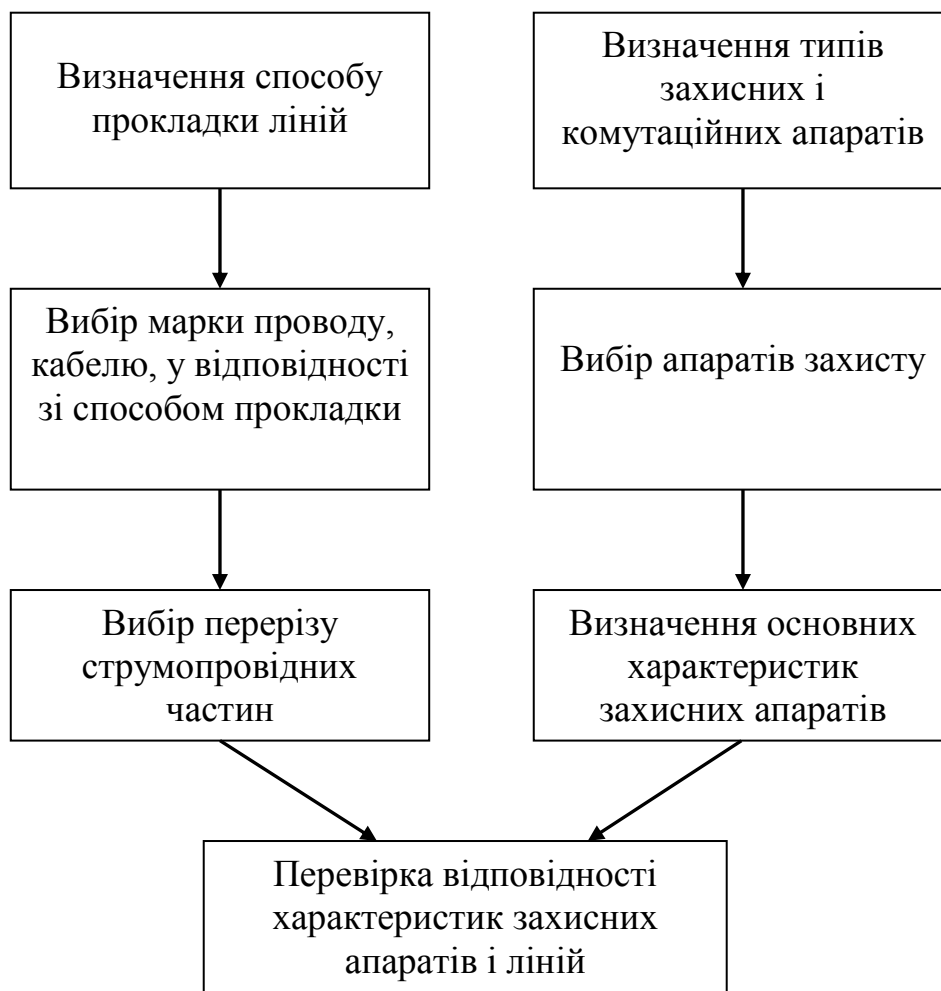 Визначення способу
прокладки ліній
Визначення типів
захисних і
комутаційних апаратів
Вибір марки проводу,
кабелю, у відповідності
зі способом прокладки
Вибір апаратів захисту
Вибір перерізу
струмопровідних
частин
Визначення основних
характеристик
захисних апаратів
Перевірка відповідності
характеристик захисних
апаратів і ліній